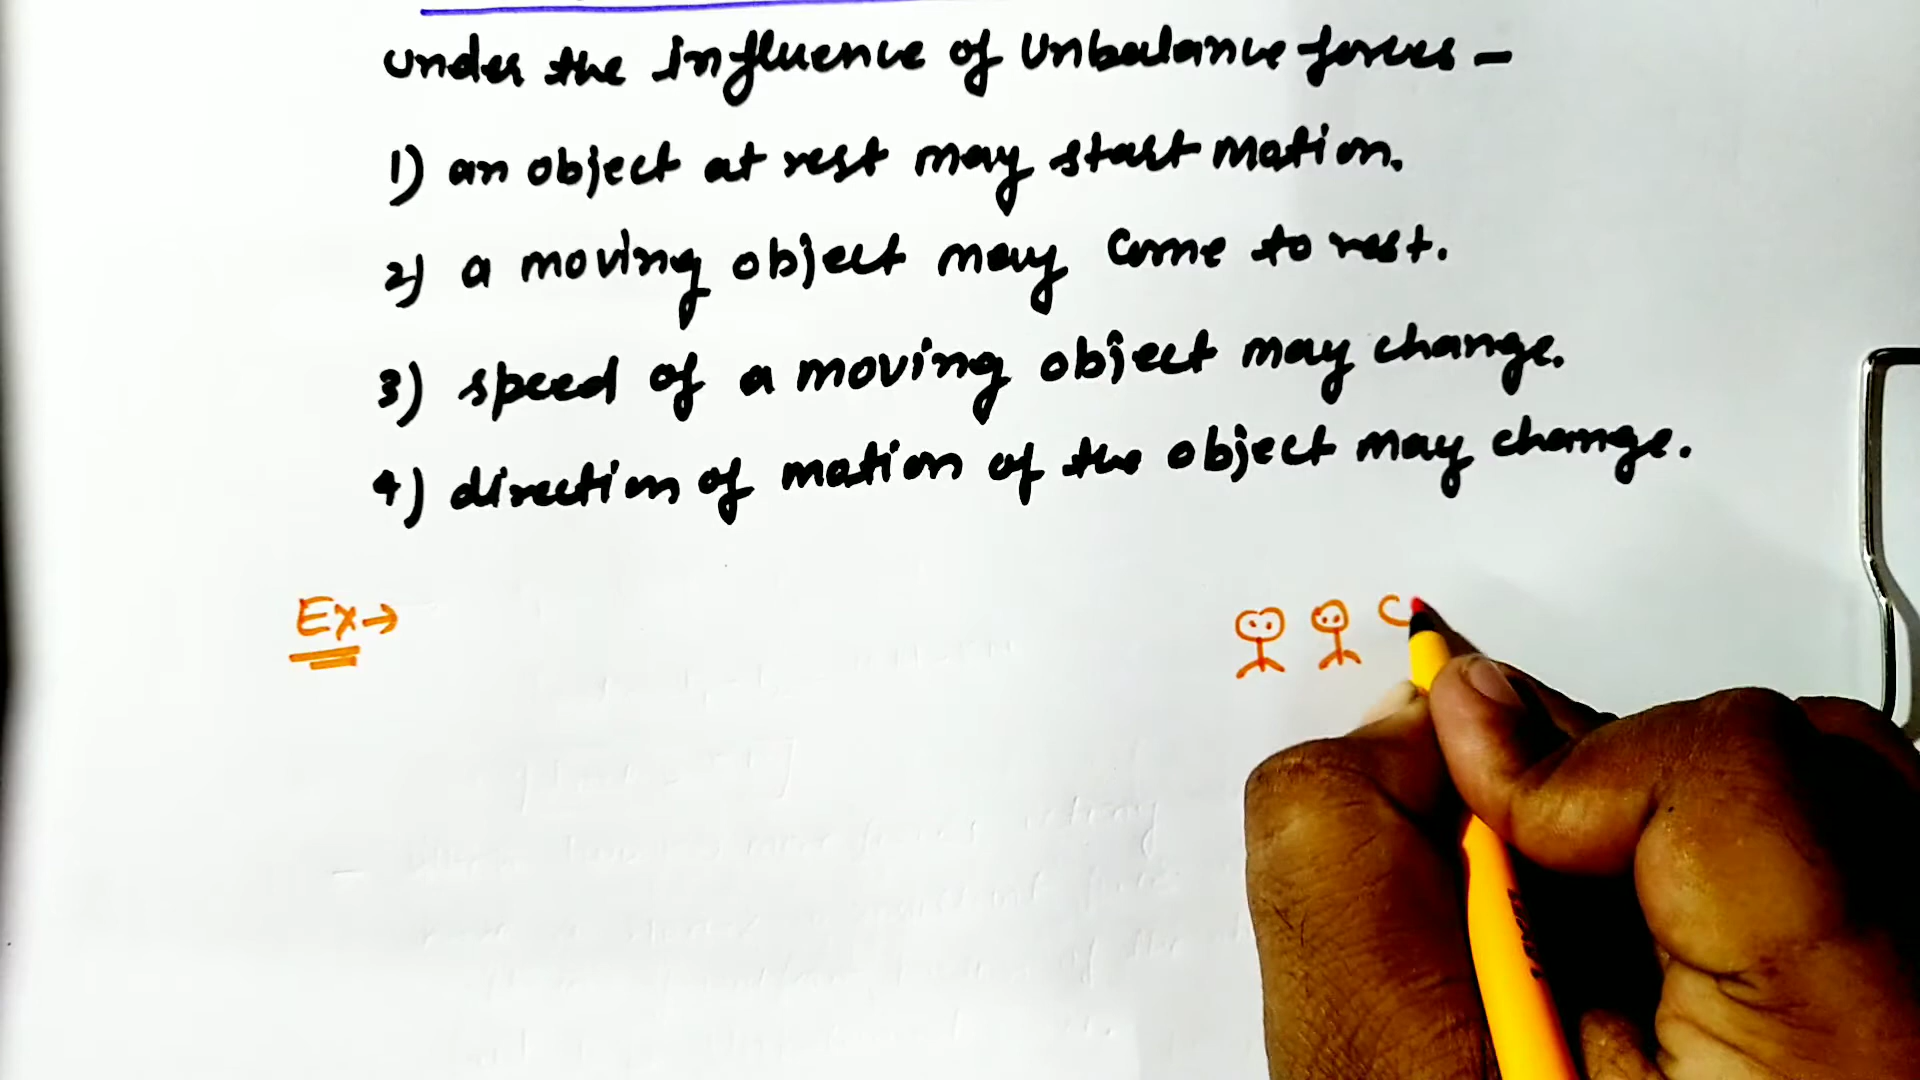 under the influence of Unbalance forces -
1) an object at rest may start motion.
2) a moving object may come to rest.
3) speed of a moving object may change.
4) direction of motion of the object may change.
Ex →